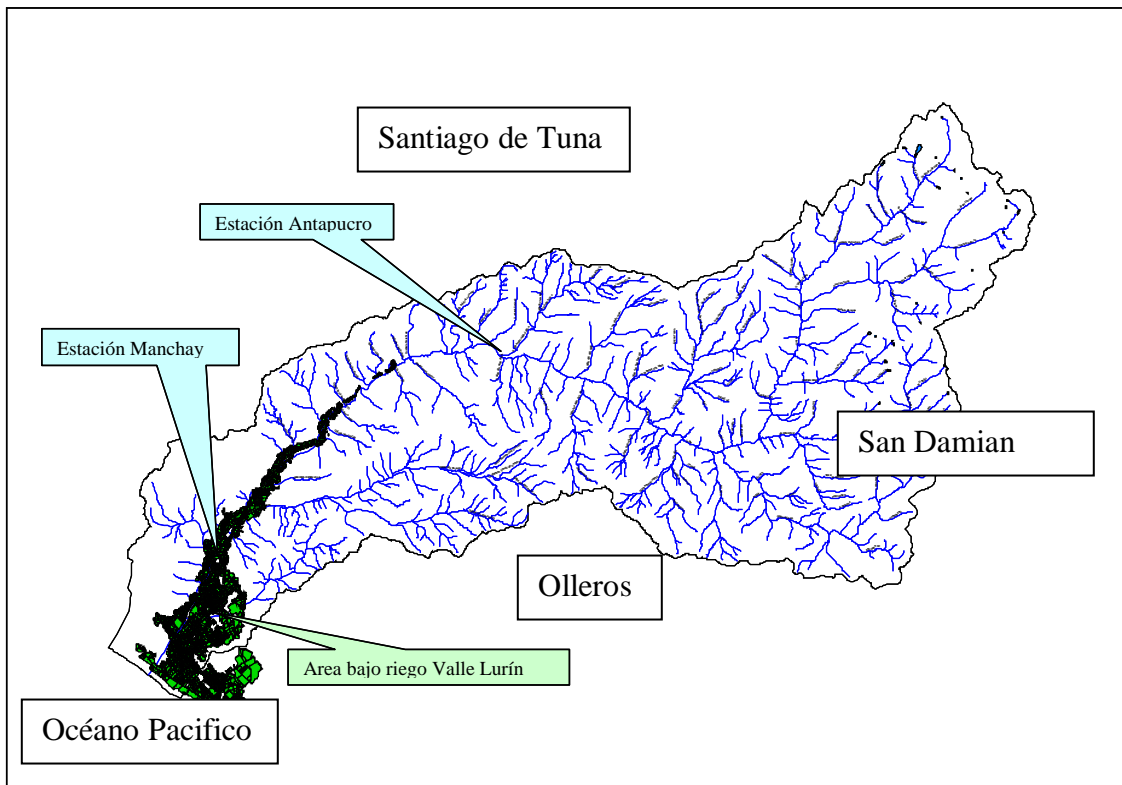 Santiago de Tuna
Estación Antapucro
Estación Manchay
San Damian
Olleros
Area bajo riego Valle Lurín
Océano Pacifico